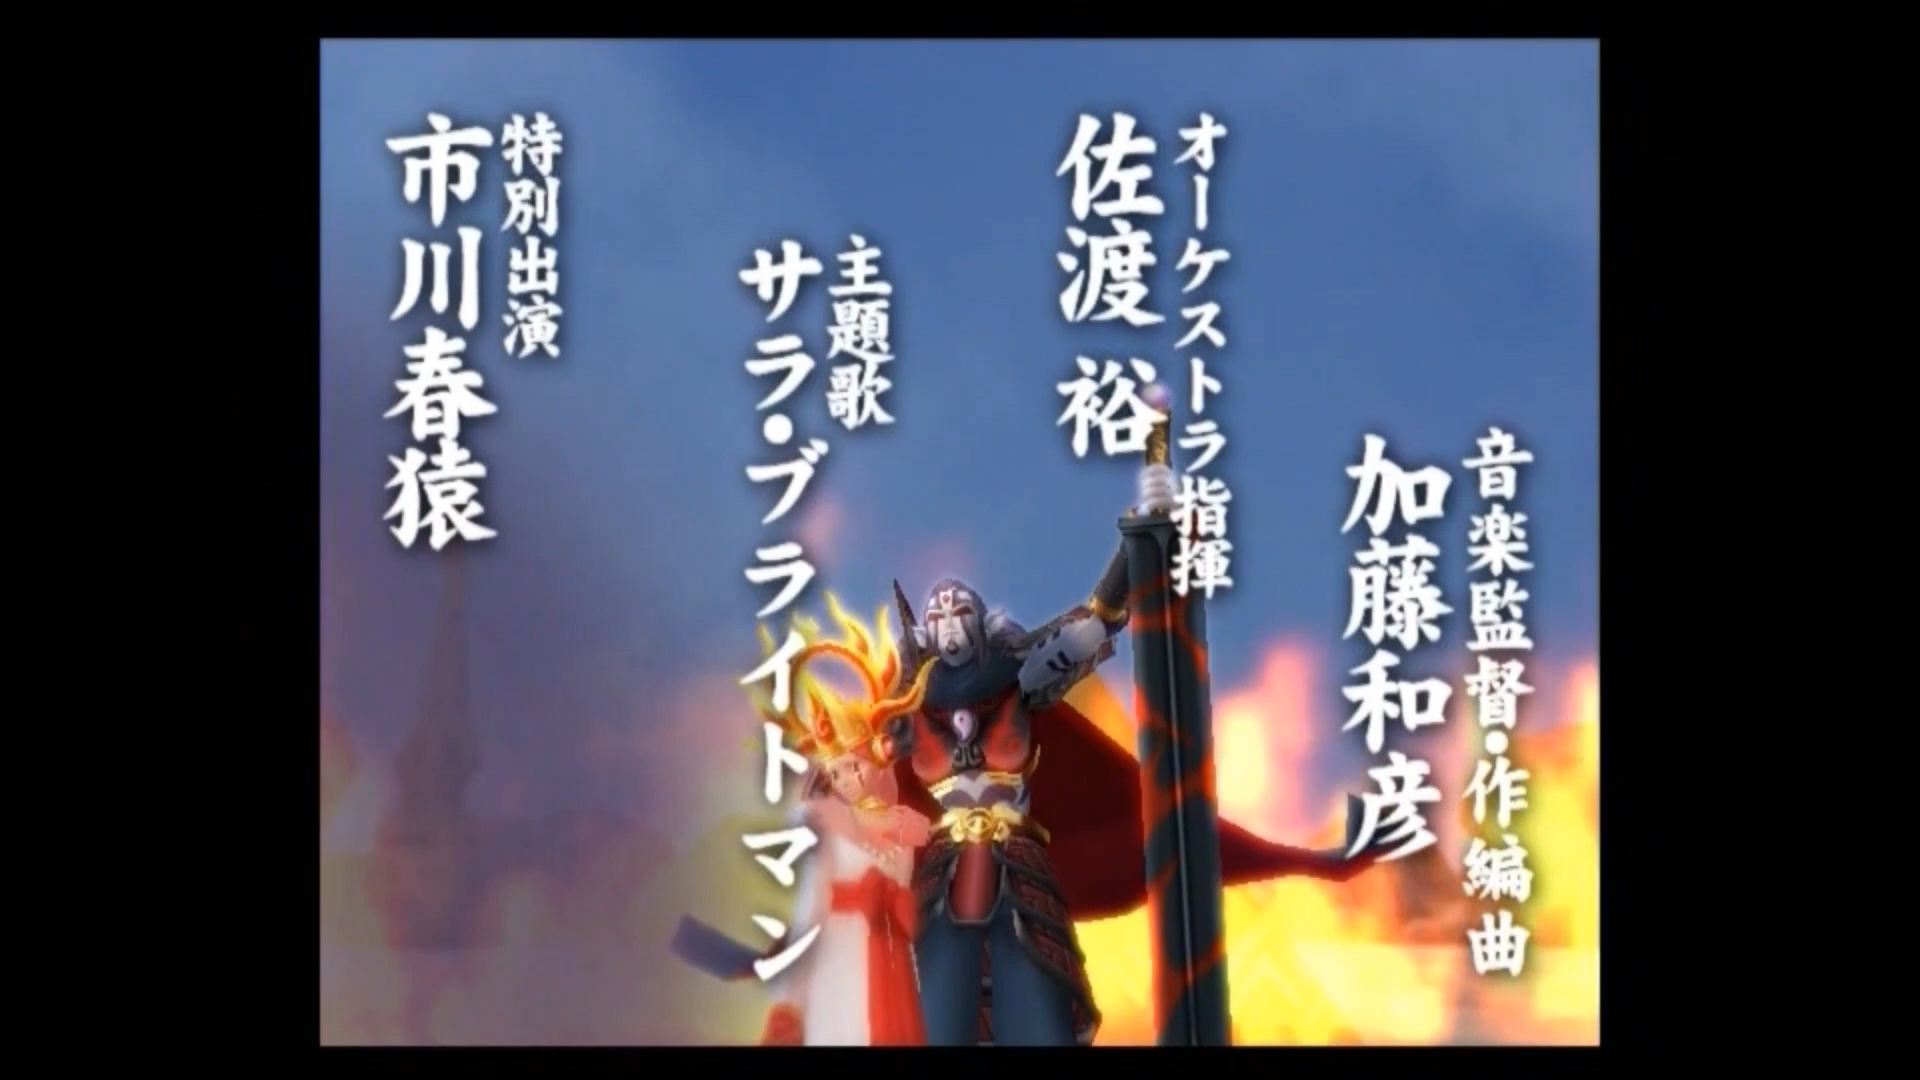 音楽監督・作編曲
加藤和彦
オーケストラ指揮
佐渡 裕
主題歌
サラ・ブライトマン
特別出演
市川春猿